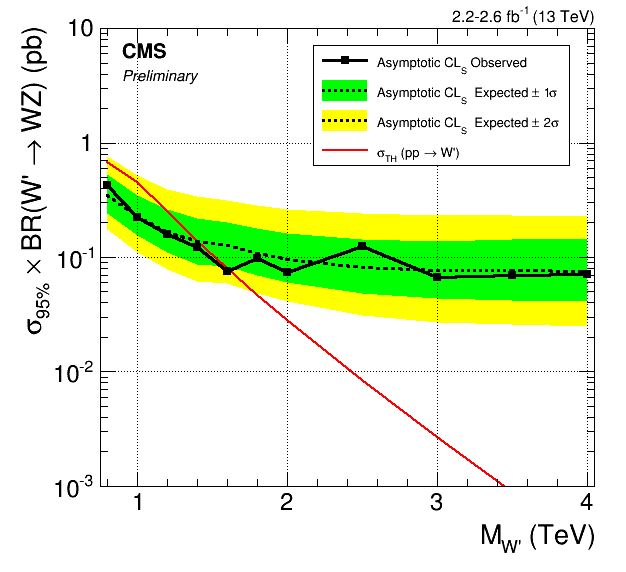 2.2-2.6 fb⁻¹ (13 TeV)
CMS
Preliminary
Asymptotic CLS Observed
Asymptotic CLS Expected ± 1σ
Asymptotic CLS Expected ± 2σ
σTH (pp → W')
σ95% × BR(W' → WZ) (pb)
10
1
10⁻¹
10⁻²
10⁻³
1
2
3
4
MW' (TeV)